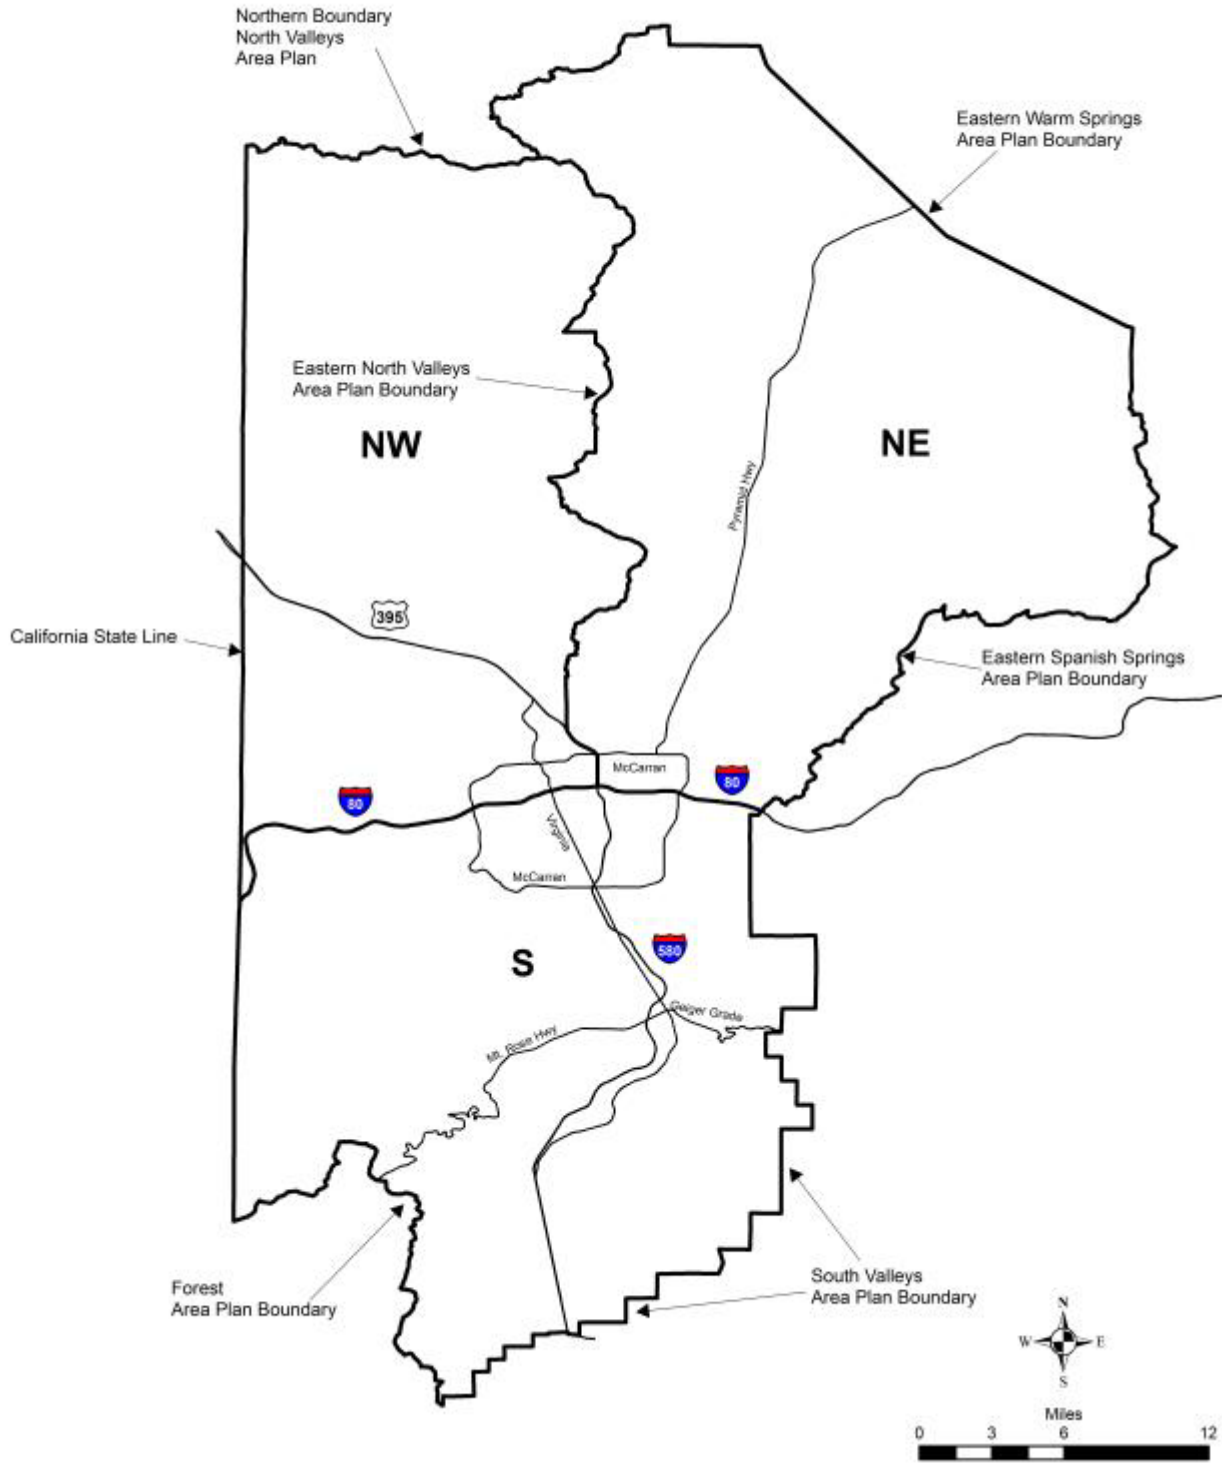 Northern Boundary
North Valleys
Area Plan
Eastern Warm Springs
Area Plan Boundary
Eastern North Valleys
Area Plan Boundary
NW
NE
Pyramid Hwy
395
California State Line
Eastern Spanish Springs
Area Plan Boundary
McCarran
80
80
Virginia
McCarran
S
580
Geiger Grade
Mt. Rose Hwy
Forest
Area Plan Boundary
South Valleys
Area Plan Boundary
N
W E
S
Miles
0 3 6 12